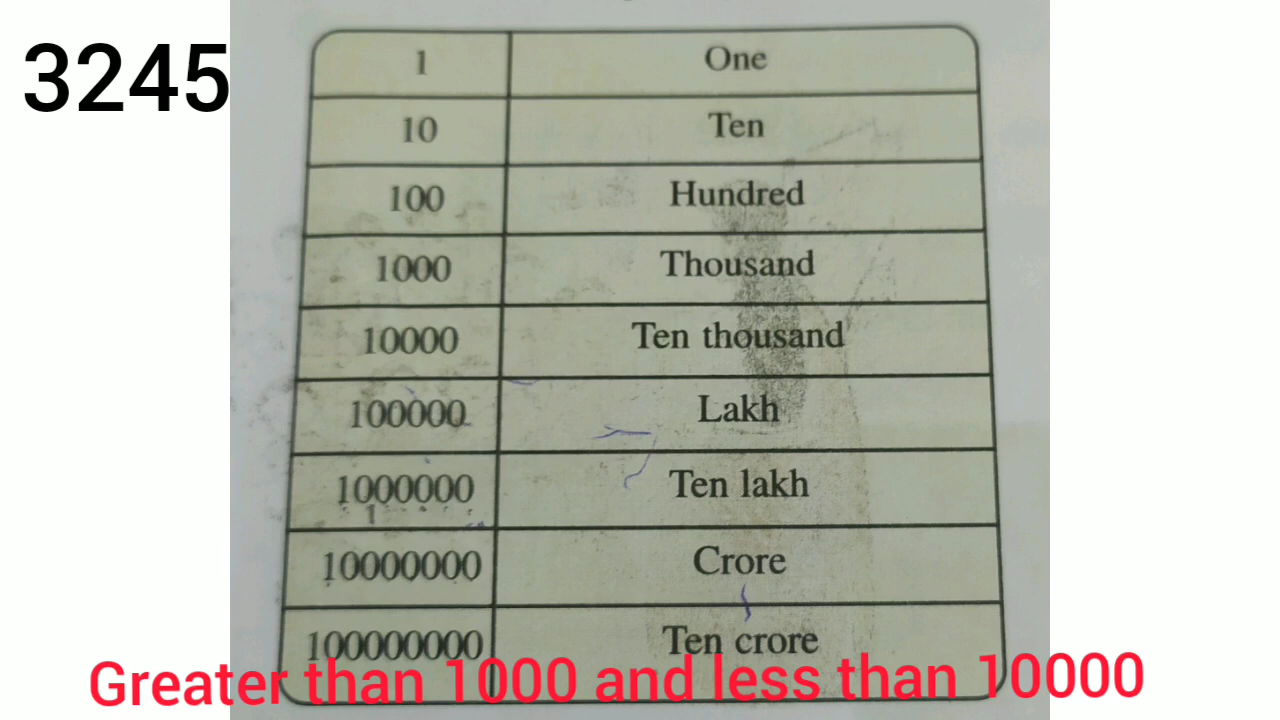 3245
1 One
10 Ten
100 Hundred
1000 Thousand
10000 Ten thousand
100000 Lakh
1000000 Ten lakh
10000000 Crore
100000000 Ten crore
Greater than 1000 and less than 10000